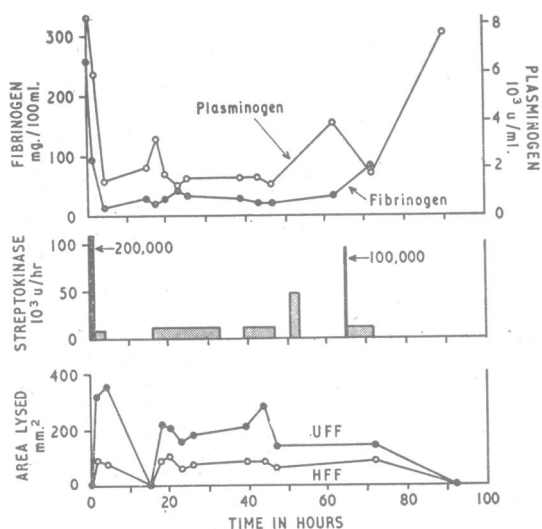 FIBRINOGEN
mg./100ml.
300
200
100
0
Plasminogen
Fibrinogen
8
6
4
2
0
PLASMINOGEN
10³ u/ml.
STREPTOKINASE
10³ u/hr
100
50
0
←200,000
←100,000
AREA LYSED
mm.²
400
200
0
UFF
HFF
0 20 40 60 80 100
TIME IN HOURS